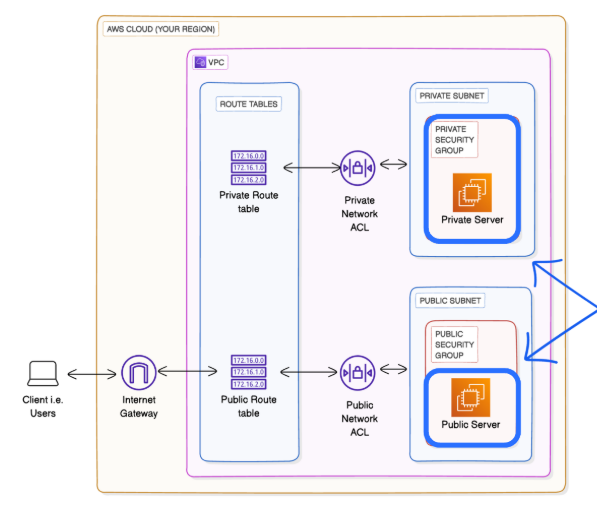 AWS CLOUD (YOUR REGION)
VPC
ROUTE TABLES
172.16.0.0
172.16.1.0
172.16.2.0
Private Route
table
Private
Network
ACL
PRIVATE SUBNET
PRIVATE
SECURITY
GROUP
Private Server
Client i.e.
Users
Internet
Gateway
172.16.0.0
172.16.1.0
172.16.2.0
Public Route
table
Public
Network
ACL
PUBLIC SUBNET
PUBLIC
SECURITY
GROUP
Public Server